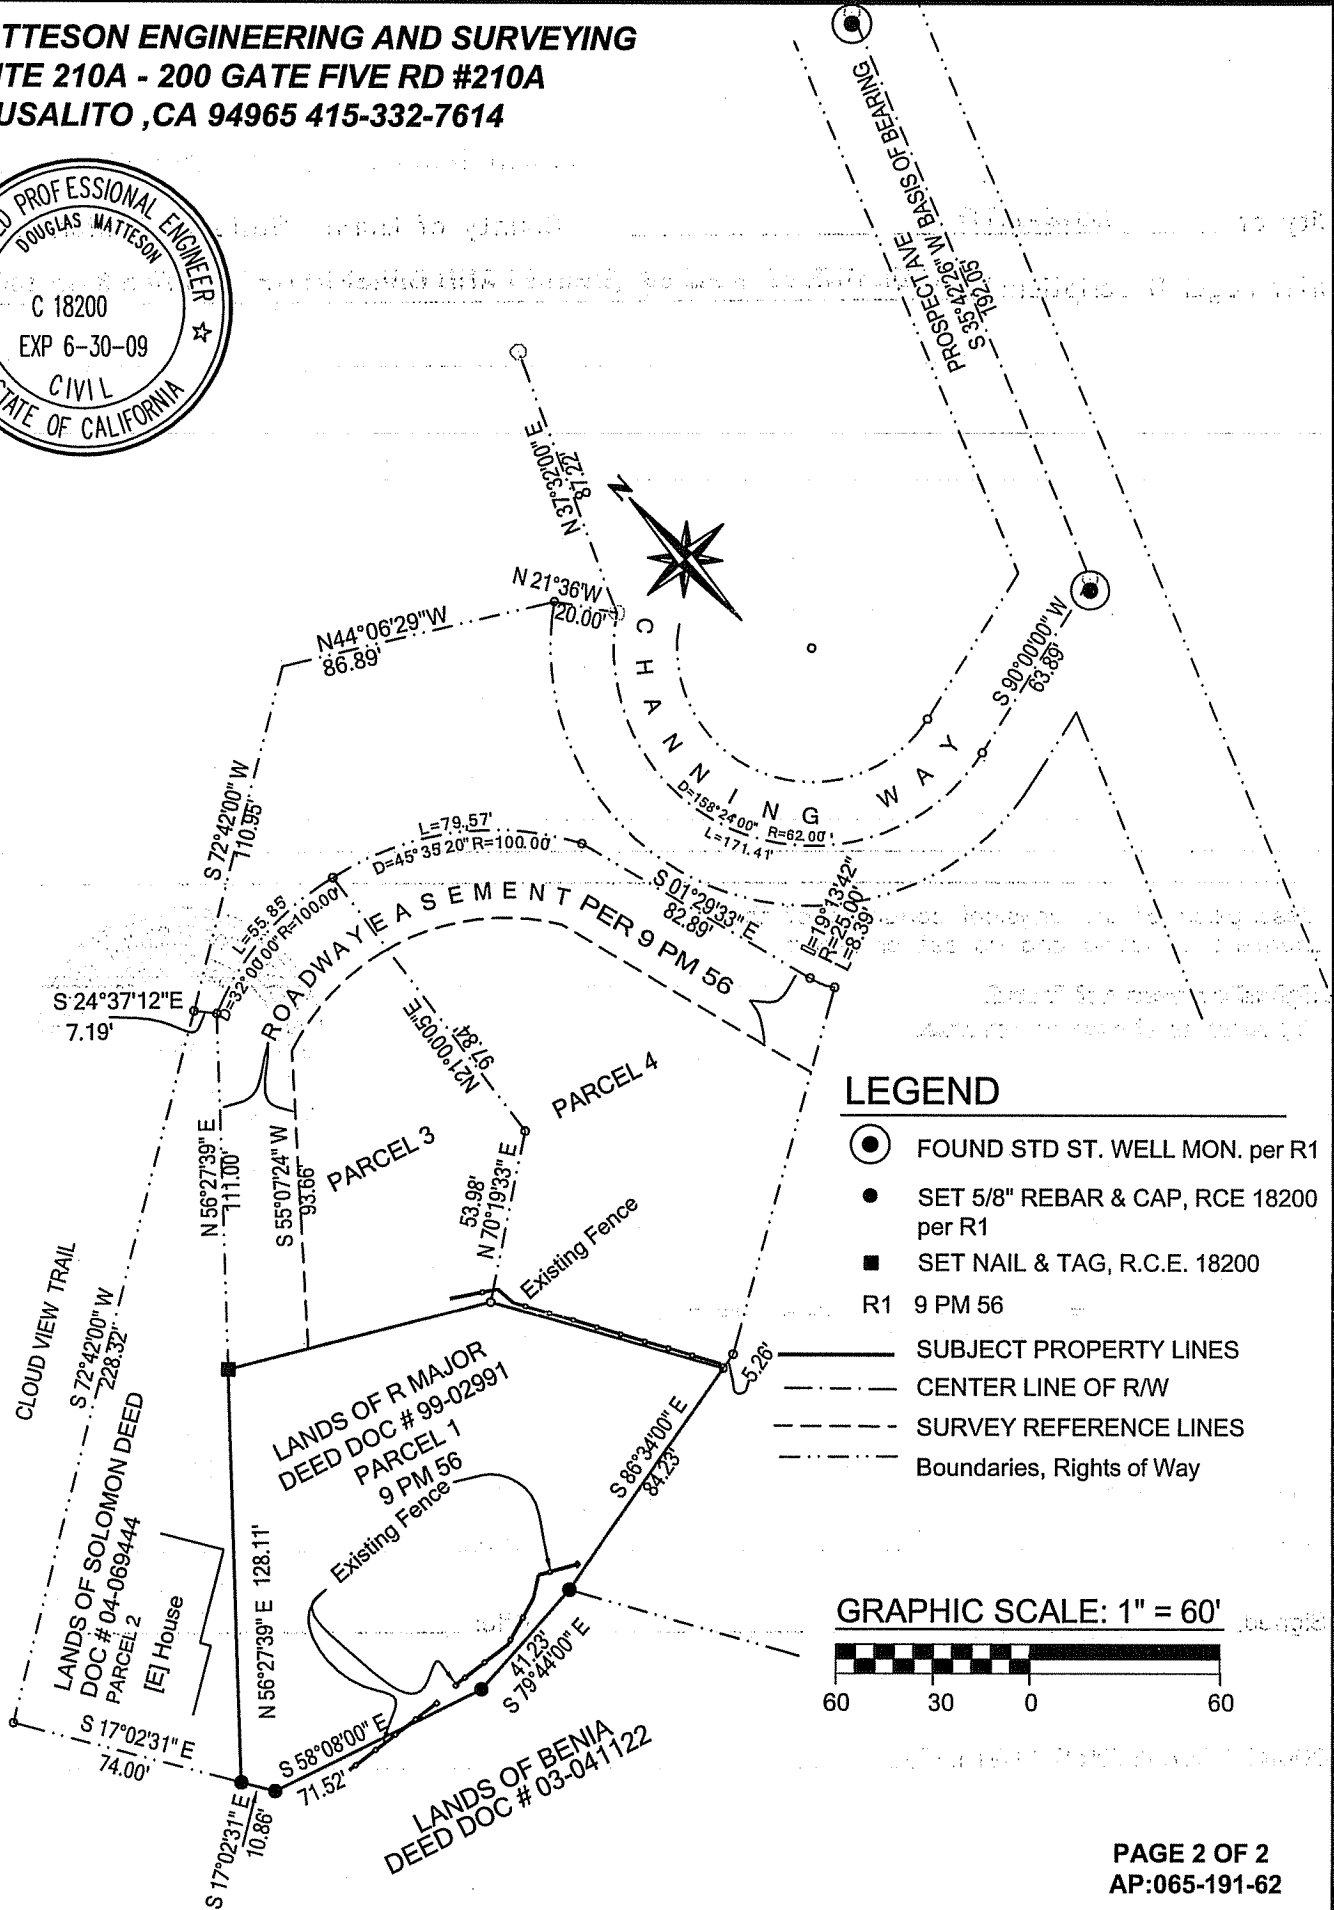 TTESON ENGINEERING AND SURVEYING
ITE 210A - 200 GATE FIVE RD #210A
USALITO ,CA 94965 415-332-7614
PROFESSIONAL ENGINEER
DOUGLAS MATTESON
C 18200
EXP 6-30-09
CIVIL
STATE OF CALIFORNIA
PROSPECT AVE
S 35°42'26" W BASIS OF BEARING
792.05'
N 37°32'00" E
87.22'
N
N 21°36'W
20.00'
N44°06'29"W
86.89'
CHANNING WAY
S 90°00'00" W
63.89'
D=158°24'00" R=62.00'
L=171.41'
S 72°42'00" W
110.95'
L=79.57'
D=45°35'20" R=100.00'
L=55.85'
D=32°00'00" R=100.00'
ROADWAY EASEMENT PER 9 PM 56
S 01°29'33" E
82.89'
D=19°13'42"
R=25.00'
L=8.39'
S 24°37'12"E
7.19'
N21°00'05"E
97.84'
PARCEL 4
PARCEL 3
N 56°27'39" E
111.00'
S 55°07'24" W
93.66'
53.98'
N 70°19'33" E
Existing Fence
LEGEND
FOUND STD ST. WELL MON. per R1
SET 5/8" REBAR & CAP, RCE 18200
per R1
SET NAIL & TAG, R.C.E. 18200
R1 9 PM 56
SUBJECT PROPERTY LINES
CENTER LINE OF R/W
SURVEY REFERENCE LINES
Boundaries, Rights of Way
CLOUD VIEW TRAIL
S 72°42'00" W
228.32'
5.26'
LANDS OF R MAJOR
DEED DOC # 99-02991
PARCEL 1
9 PM 56
Existing Fence
S 86°34'00" E
84.23'
LANDS OF SOLOMON DEED
DOC # 04-069444
PARCEL 2
[E] House
N 56°27'39" E 128.11'
41.23'
S 79°44'00" E
GRAPHIC SCALE: 1" = 60'
60 30 0 60
S 17°02'31" E
74.00'
S 58°08'00" E
71.52'
S 17°02'31" E
10.86'
LANDS OF BENIA
DEED DOC # 03-041122
PAGE 2 OF 2
AP:065-191-62